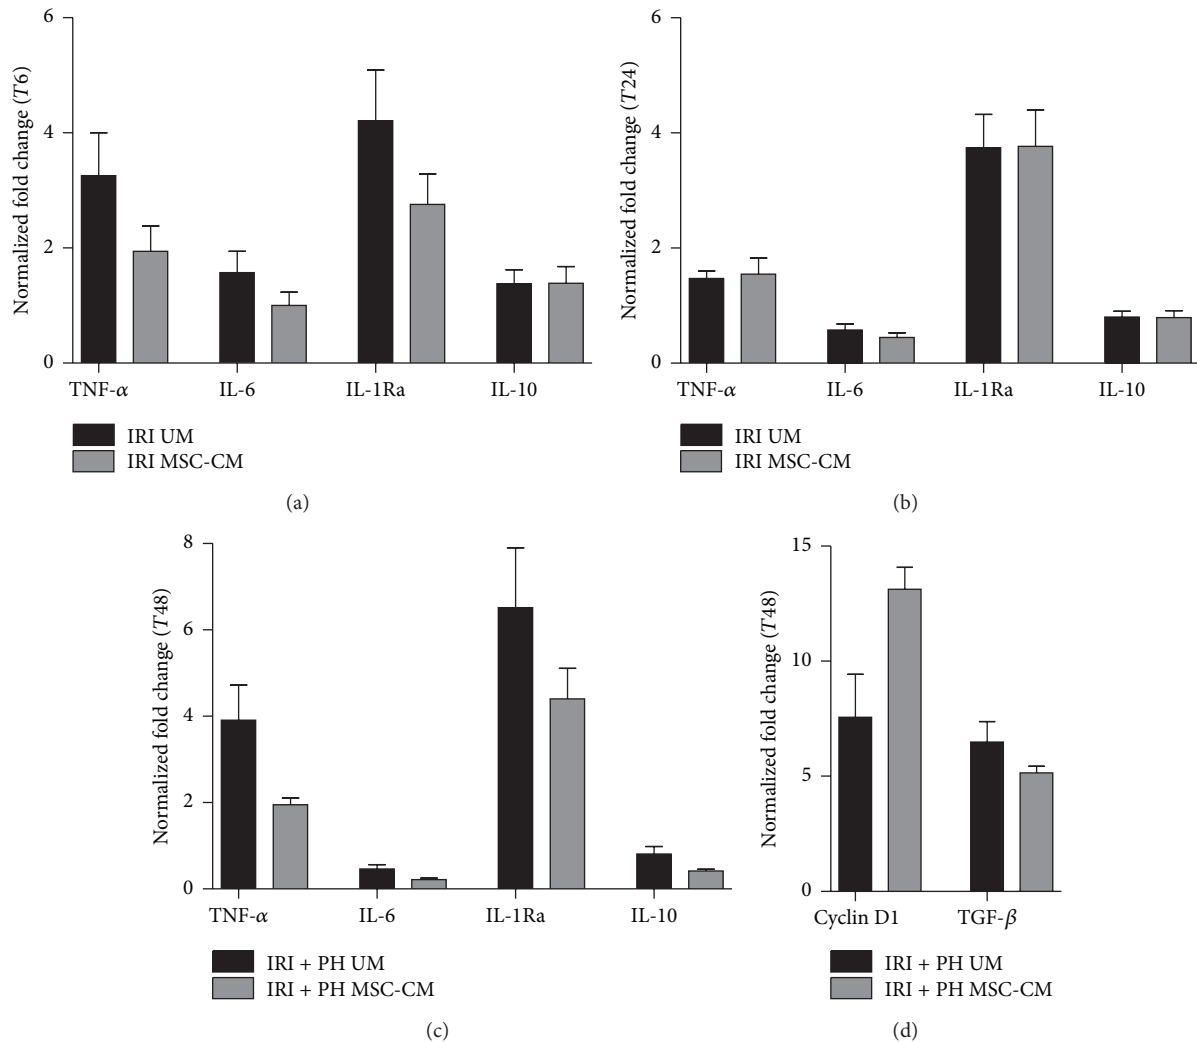 Normalized fold change (T6)
6
4
2
0
TNF-α IL-6 IL-1Ra IL-10
IRI UM
IRI MSC-CM
(a)
Normalized fold change (T24)
6
4
2
0
TNF-α IL-6 IL-1Ra IL-10
IRI UM
IRI MSC-CM
(b)
Normalized fold change (T48)
8
6
4
2
0
TNF-α IL-6 IL-1Ra IL-10
IRI + PH UM
IRI + PH MSC-CM
(c)
Normalized fold change (T48)
15
10
5
0
Cyclin D1 TGF-β
IRI + PH UM
IRI + PH MSC-CM
(d)